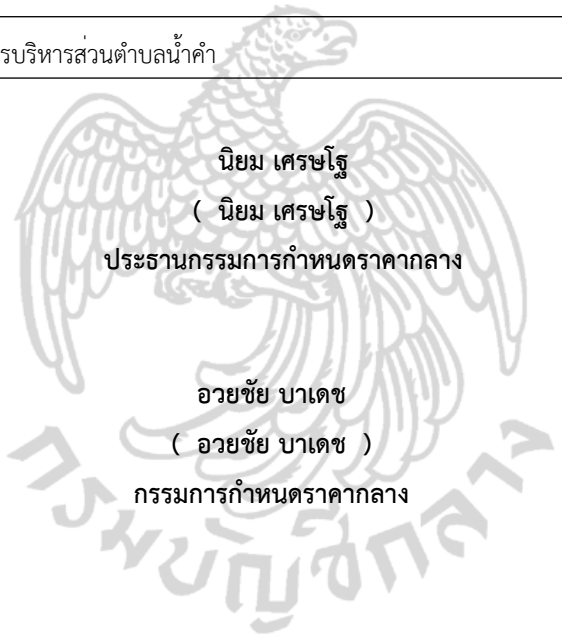 รบริหารส่วนตำบลน้ำคำ
นิยม เศรษโฐ
( นิยม เศรษโฐ )
ประธานกรรมการกำหนดราคากลาง
อวยชัย บาเดช
( อวยชัย บาเดช )
กรรมการกำหนดราคากลาง
กรมบัญชีกลาง